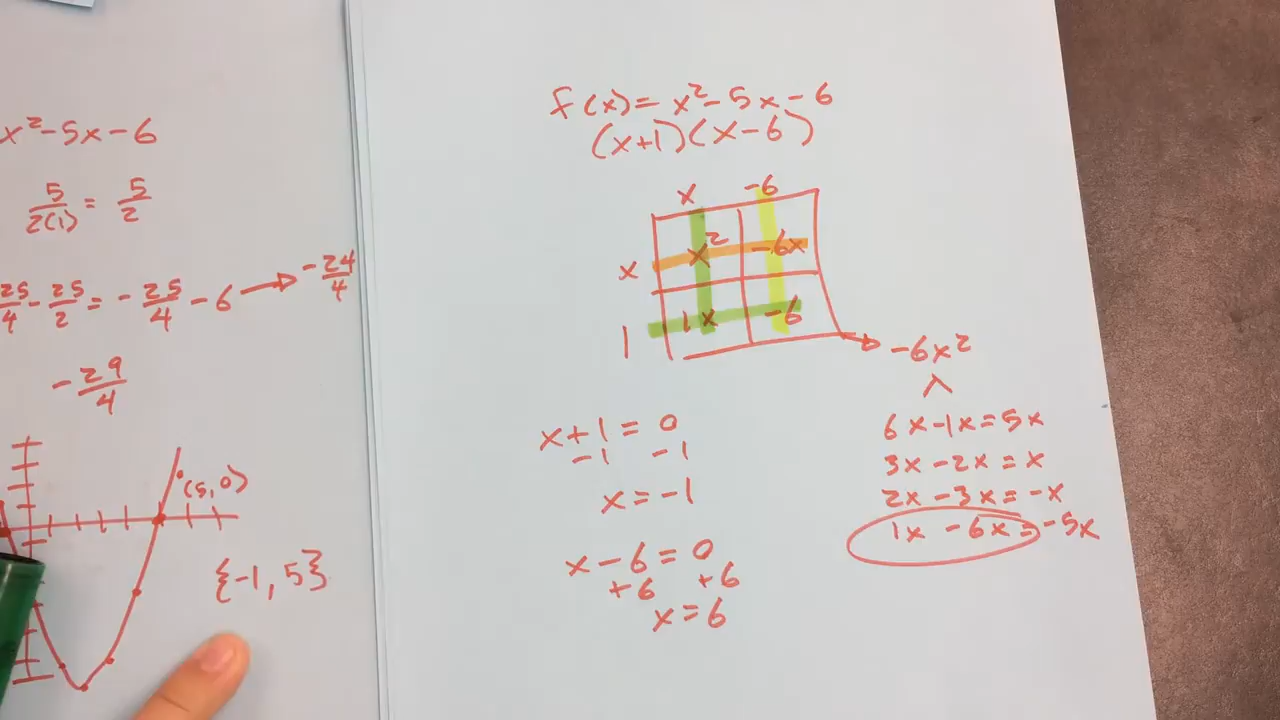 x²-5x-6
5/2(1) = 5/2
25/4 - 25/2 = -25/4 - 6 → -24/4
-29/4
(5,0)
{-1,5}
f(x)= x²-5x-6
(x+1)(x-6)
x -6
x x² -6x
1 1x -6
-6x²
6x-1x=5x
3x-2x=x
2x-3x=-x
1x-6x=-5x
x+1=0
-1 -1
x=-1
x-6=0
+6 +6
x=6